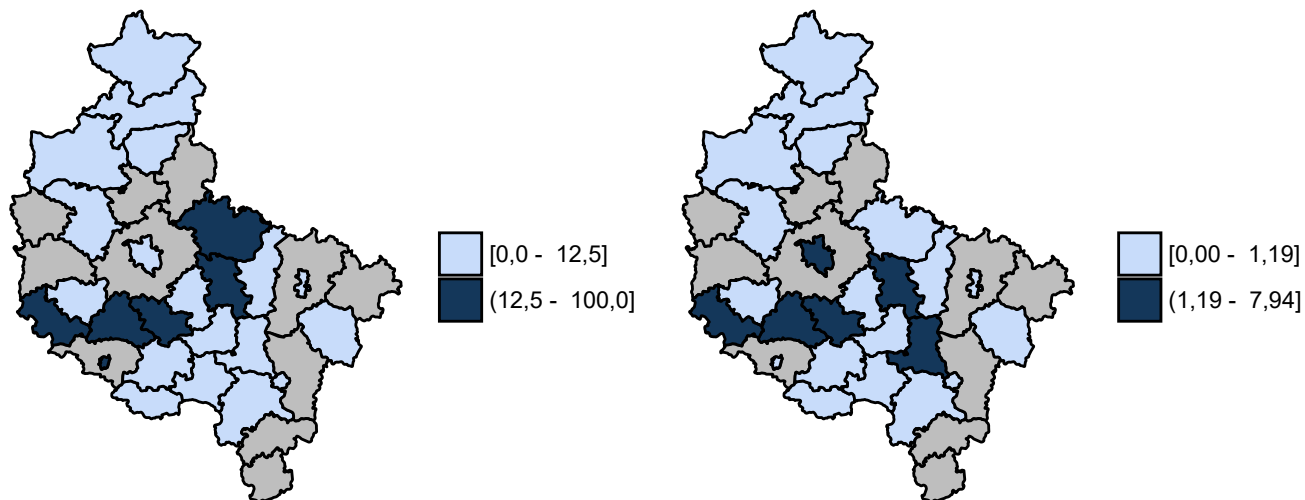 [0,0 - 12,5]
(12,5 - 100,0]
[0,00 - 1,19]
(1,19 - 7,94]